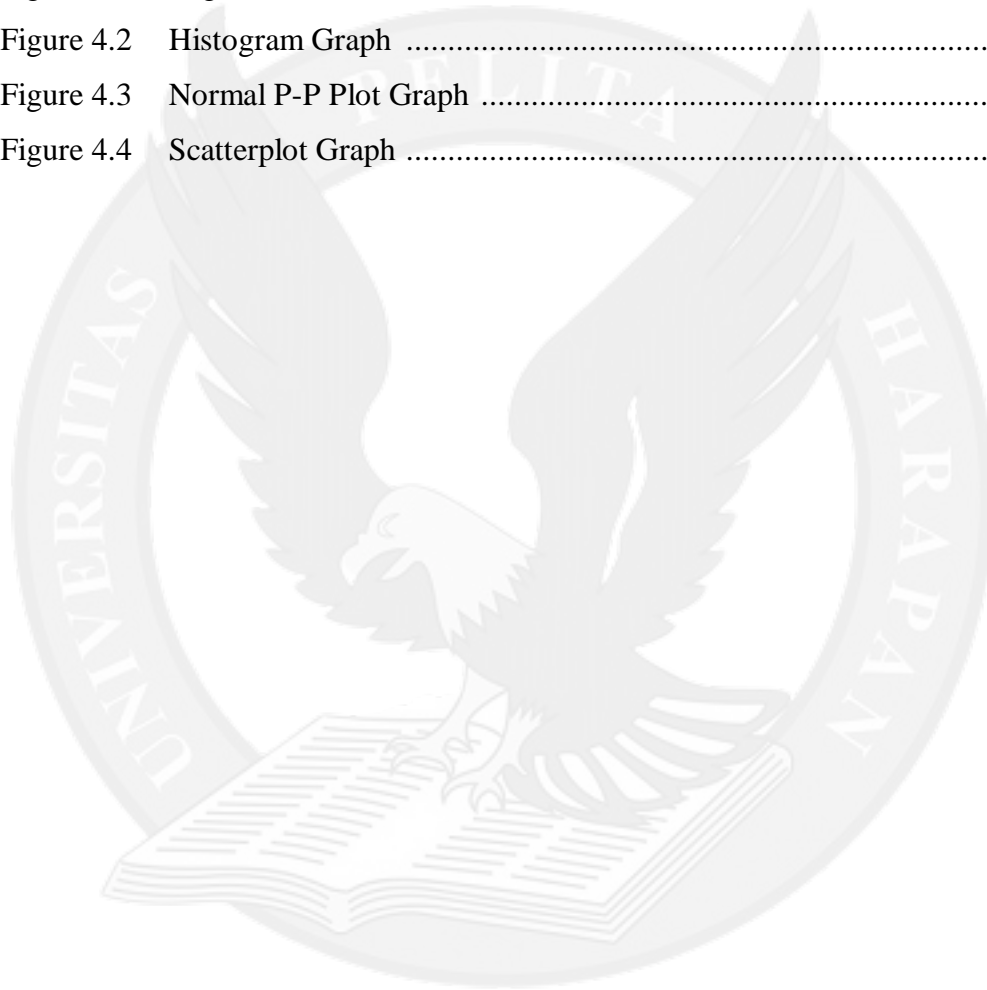 Figure 4.2 Histogram Graph ........................................................................
Figure 4.3 Normal P-P Plot Graph ..............................................................
Figure 4.4 Scatterplot Graph ........................................................................
UNIVERSITAS PELITA HARAPAN